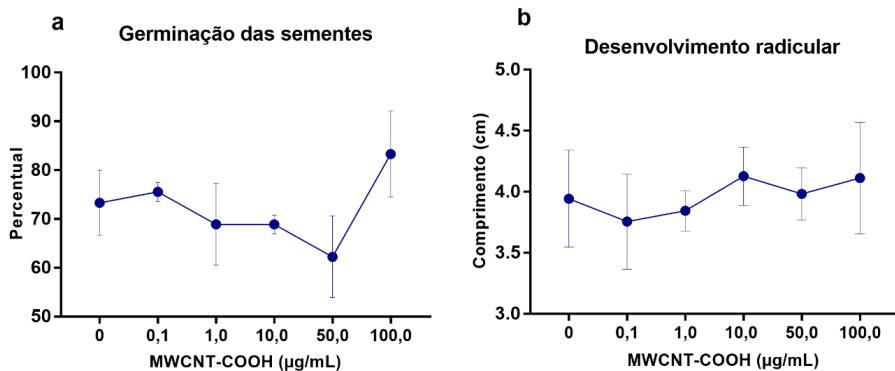 a
Germinação das sementes
Percentual
100
90
80
70
60
50
0 0,1 1,0 10,0 50,0 100,0
MWCNT-COOH (µg/mL)
b
Desenvolvimento radicular
Comprimento (cm)
5.0
4.5
4.0
3.5
3.0
0 0,1 1,0 10,0 50,0 100,0
MWCNT-COOH (µg/mL)